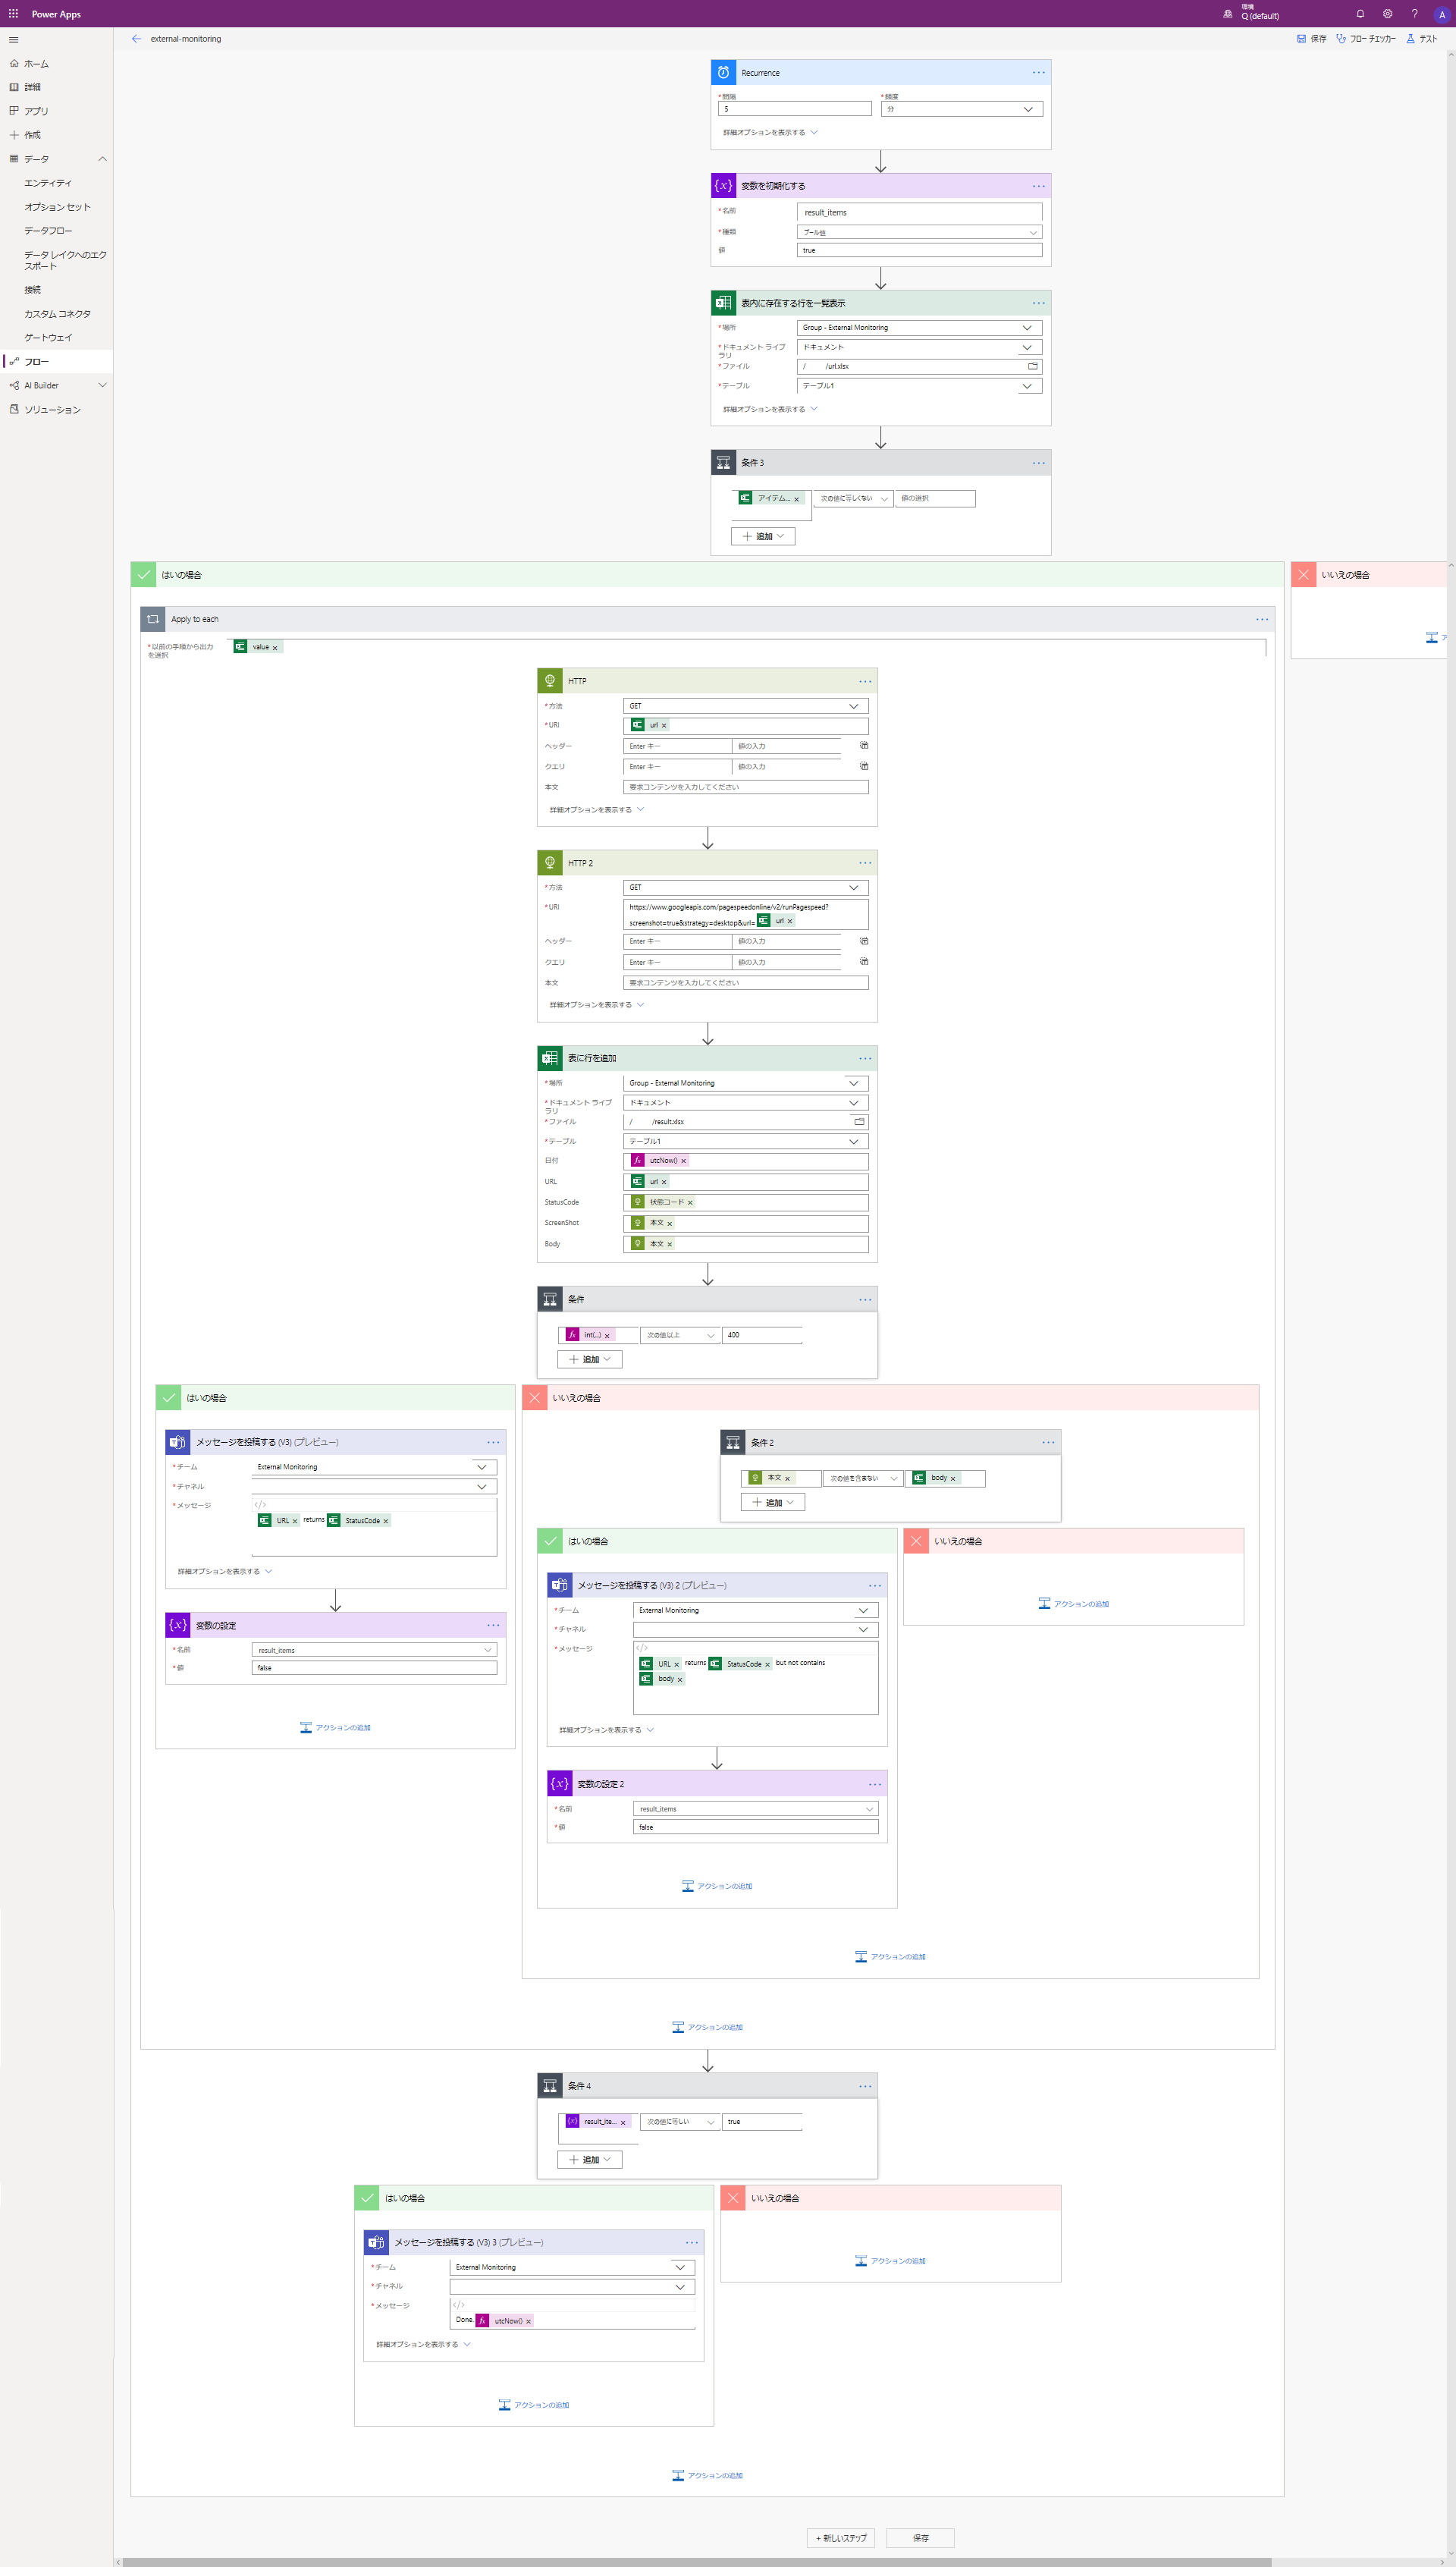 Power Apps
環境
Q (default)
A
external-monitoring
保存
フロー チェッカー
テスト
ホーム
詳細
アプリ
作成
データ
エンティティ
オプション セット
データフロー
データ レイクへのエク
スポート
接続
カスタム コネクタ
ゲートウェイ
フロー
AI Builder
ソリューション
Recurrence
*間隔
*頻度
5
分
詳細オプションを表示する
変数を初期化する
*名前
result_items
*種類
ブール値
値
true
表内に存在する行を一覧表示
*場所
Group - External Monitoring
*ドキュメント ライブ
ラリ
ドキュメント
*ファイル
/ /url.xlsx
*テーブル
テーブル1
詳細オプションを表示する
条件 3
アイテム...
次の値に等しくない
値の選択
追加
はいの場合
いいえの場合
Apply to each
*以前の手順から出力
を選択
value
HTTP
*方法
GET
*URI
url
ヘッダー
Enter キー
値の入力
クエリ
Enter キー
値の入力
本文
要求コンテンツを入力してください
詳細オプションを表示する
HTTP 2
*方法
GET
*URI
https://www.googleapis.com/pagespeedonline/v2/runPagespeed?
screenshot=true&strategy=desktop&url= url
ヘッダー
Enter キー
値の入力
クエリ
Enter キー
値の入力
本文
要求コンテンツを入力してください
詳細オプションを表示する
表に行を追加
*場所
Group - External Monitoring
*ドキュメント ライブ
ラリ
ドキュメント
*ファイル
/ /result.xlsx
*テーブル
テーブル1
日付
utcNow()
URL
url
StatusCode
状態コード
ScreenShot
本文
Body
本文
条件
int(...)
次の値以上
400
追加
はいの場合
いいえの場合
メッセージを投稿する (V3) (プレビュー)
*チーム
External Monitoring
*チャネル
*メッセージ
</>
URL returns StatusCode
詳細オプションを表示する
変数の設定
*名前
result_items
*値
false
アクションの追加
条件 2
本文
次の値を含まない
body
追加
はいの場合
いいえの場合
アクションの追加
メッセージを投稿する (V3) 2 (プレビュー)
*チーム
External Monitoring
*チャネル
*メッセージ
</>
URL returns StatusCode but not contains
body
詳細オプションを表示する
変数の設定 2
*名前
result_items
*値
false
アクションの追加
アクションの追加
アクションの追加
条件 4
result_ite...
次の値に等しい
true
追加
はいの場合
いいえの場合
アクションの追加
メッセージを投稿する (V3) 3 (プレビュー)
*チーム
External Monitoring
*チャネル
*メッセージ
</>
Done. utcNow()
詳細オプションを表示する
アクションの追加
アクションの追加
+ 新しいステップ
保存